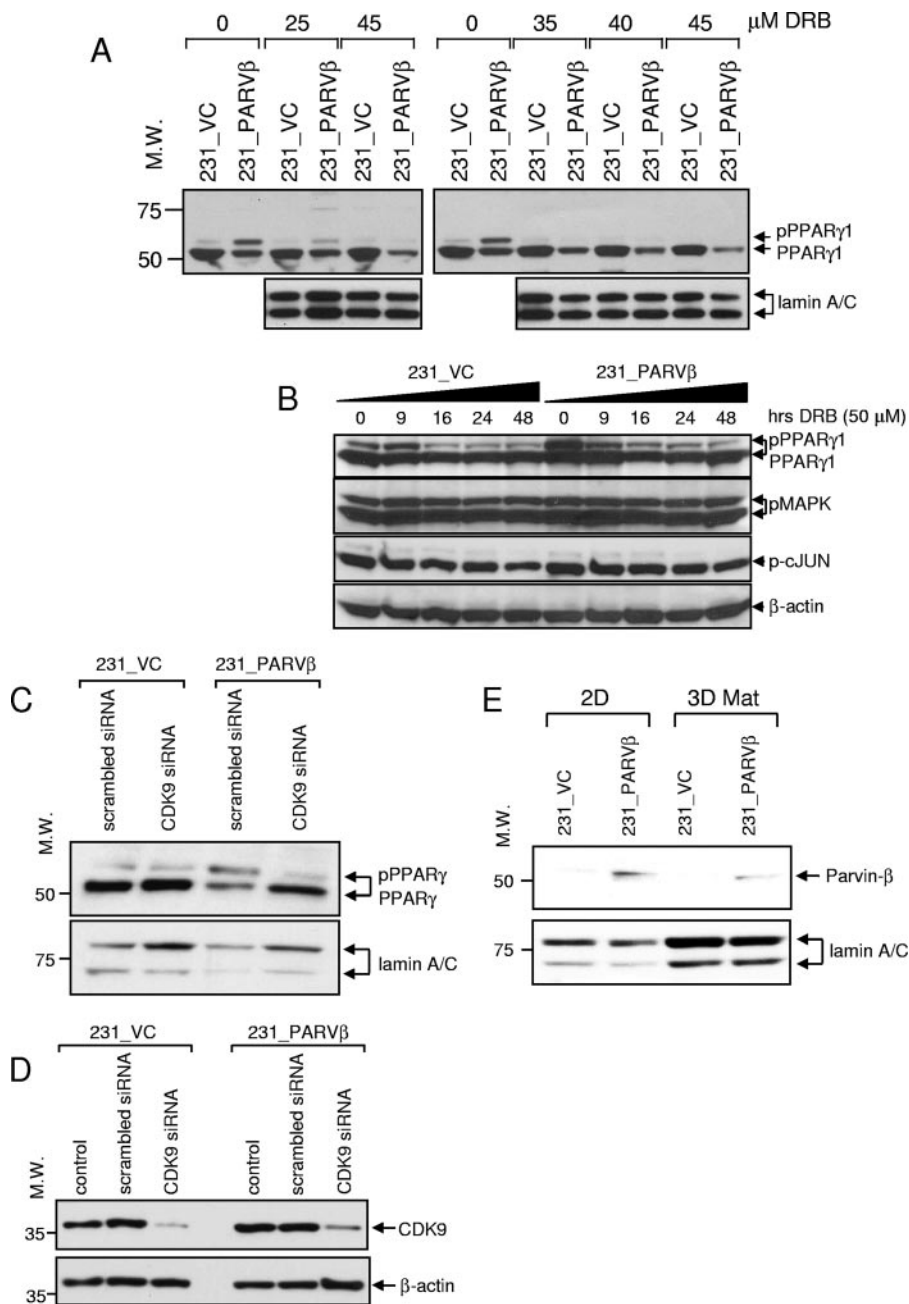 A
0 25 45 0 35 40 45 μM DRB
M.W. 231_VC 231_PARVβ 231_VC 231_PARVβ 231_VC 231_PARVβ 231_VC 231_PARVβ 231_VC 231_PARVβ 231_VC 231_PARVβ 231_VC 231_PARVβ
75
50
pPPARγ1
PPARγ1
lamin A/C
B
231_VC 231_PARVβ
0 9 16 24 48 0 9 16 24 48 hrs DRB (50 μM)
pPPARγ1
PPARγ1
pMAPK
p-cJUN
β-actin
C
231_VC 231_PARVβ
M.W. scrambled siRNA CDK9 siRNA scrambled siRNA CDK9 siRNA
50
pPPARγ
PPARγ
75
lamin A/C
E
2D 3D Mat
M.W. 231_VC 231_PARVβ 231_VC 231_PARVβ
50
Parvin-β
75
lamin A/C
D
231_VC 231_PARVβ
M.W. control scrambled siRNA CDK9 siRNA control scrambled siRNA CDK9 siRNA
35
CDK9
35
β-actin